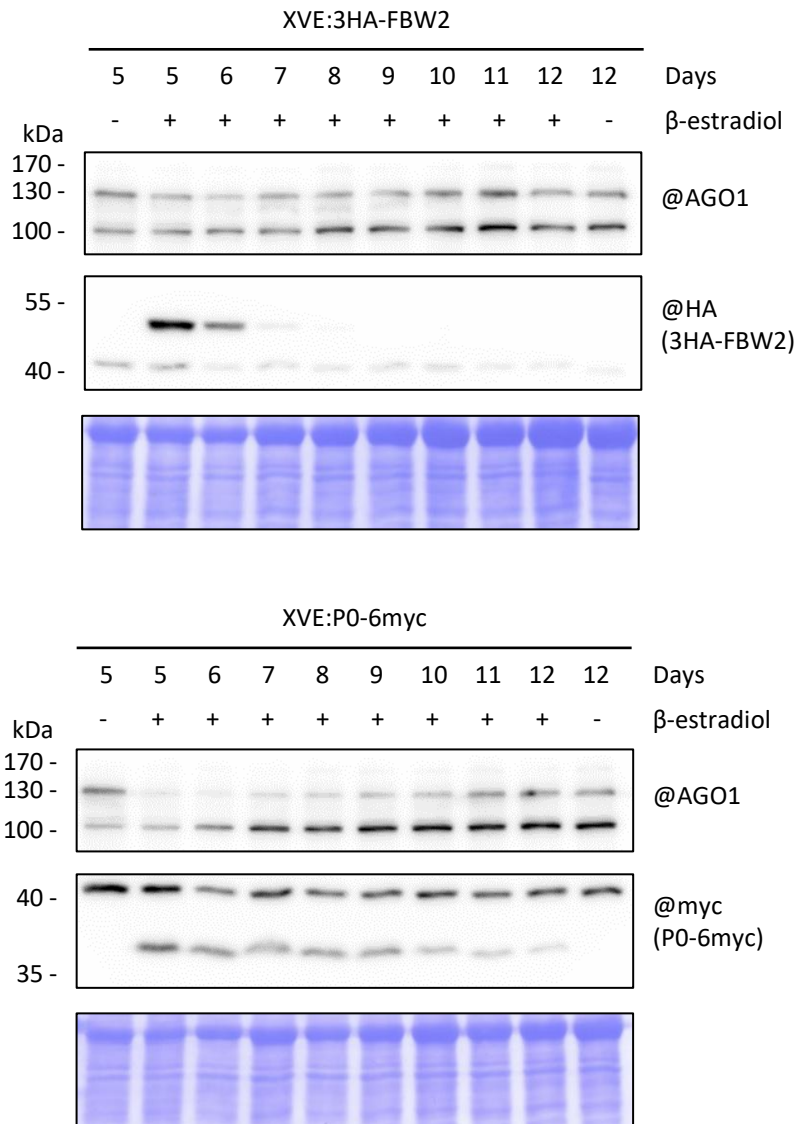 XVE:3HA-FBW2
5 5 6 7 8 9 10 11 12 12 Days
- + + + + + + + + - β-estradiol
kDa
170 -
130 -
@AGO1
100 -
55 -
@HA
(3HA-FBW2)
40 -
XVE:P0-6myc
5 5 6 7 8 9 10 11 12 12 Days
- + + + + + + + + - β-estradiol
kDa
170 -
130 -
@AGO1
100 -
40 -
@myc
(P0-6myc)
35 -